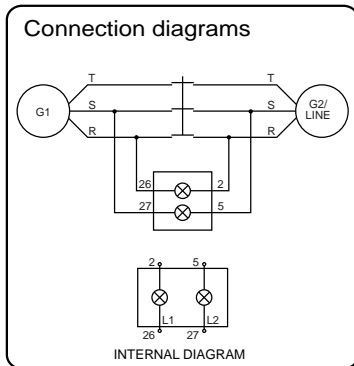 Connection diagrams
T T
G1 S S G2/
LINE
R R
26 2
27 5
2 5
L1 L2
26 27
INTERNAL DIAGRAM